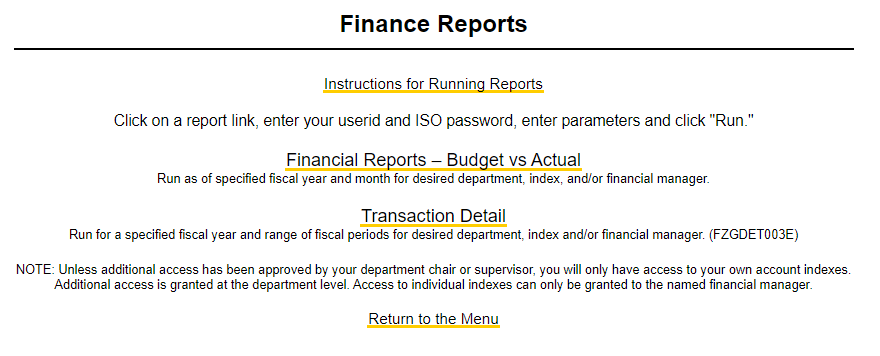 Finance Reports
Instructions for Running Reports
Click on a report link, enter your userid and ISO password, enter parameters and click "Run."
Financial Reports – Budget vs Actual
Run as of specified fiscal year and month for desired department, index, and/or financial manager.
Transaction Detail
Run for a specified fiscal year and range of fiscal periods for desired department, index and/or financial manager. (FZGDET003E)
NOTE: Unless additional access has been approved by your department chair or supervisor, you will only have access to your own account indexes.
Additional access is granted at the department level. Access to individual indexes can only be granted to the named financial manager.
Return to the Menu